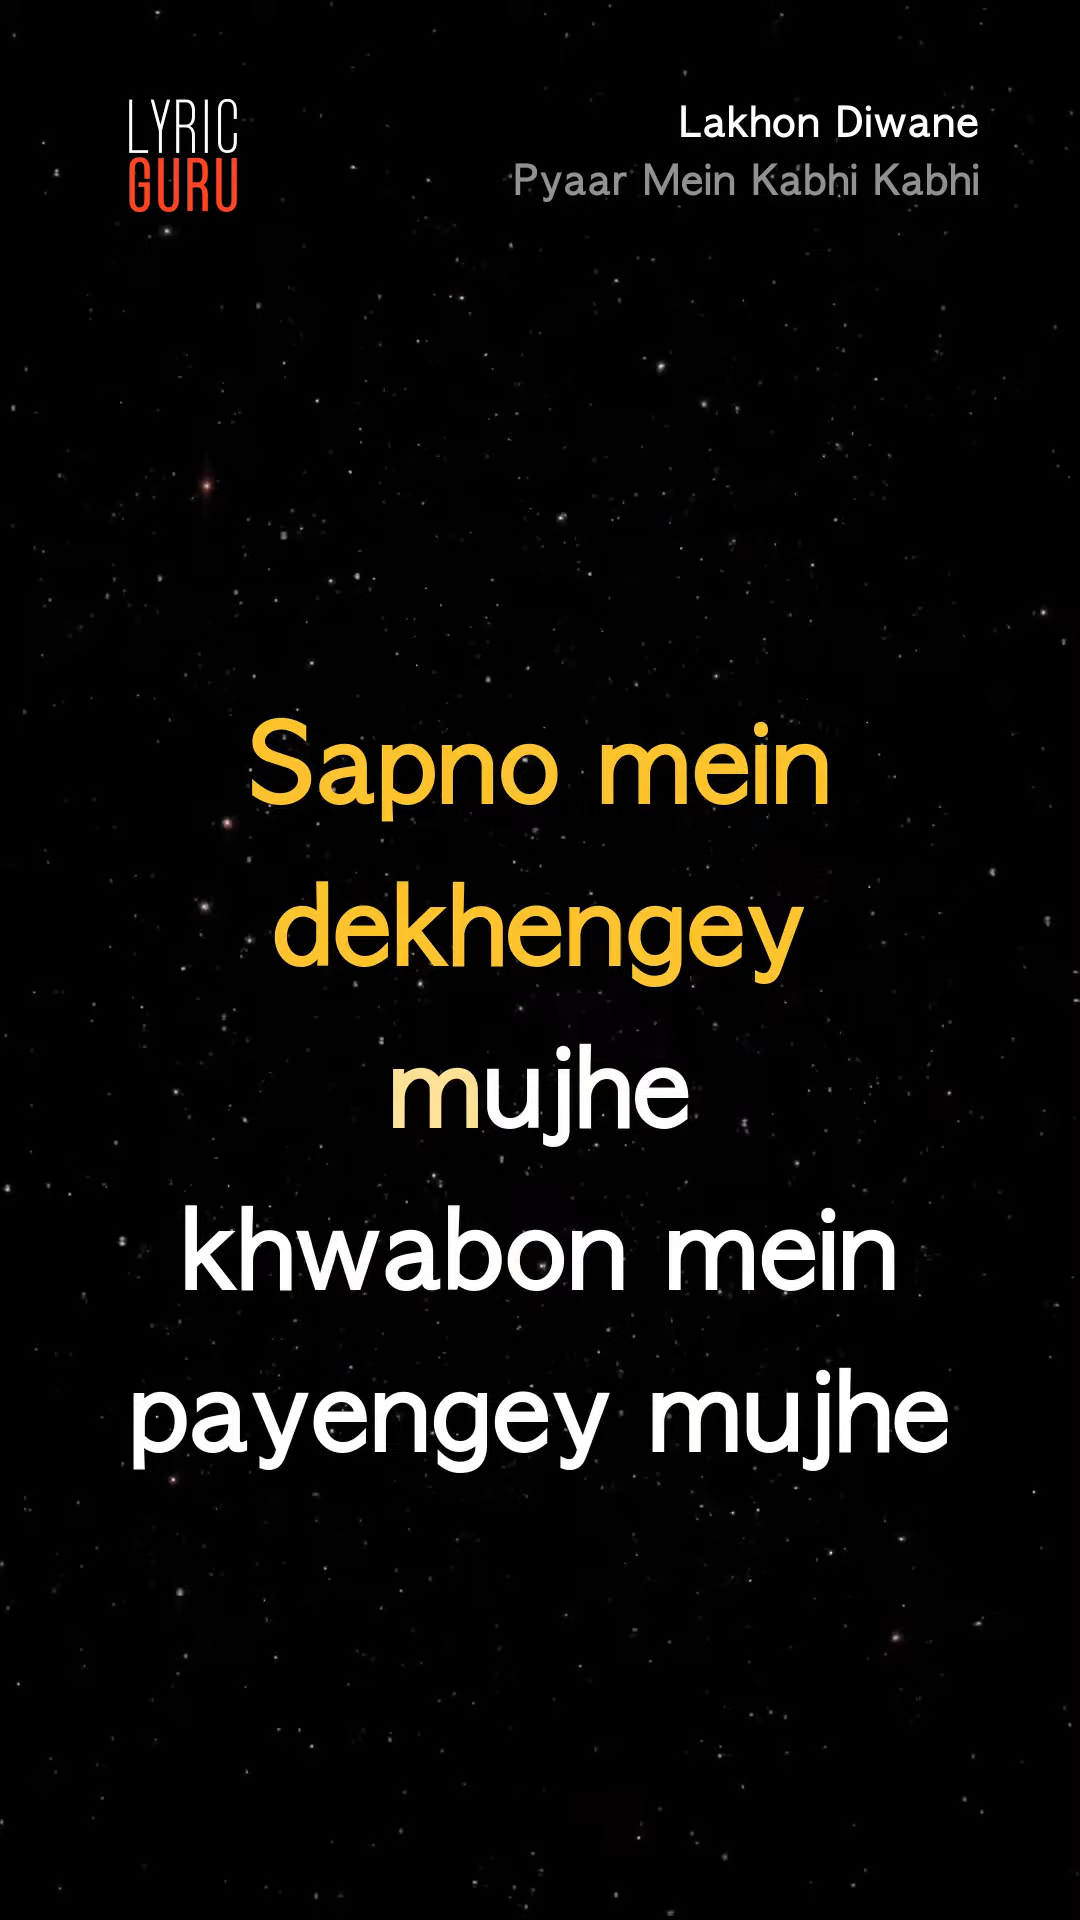 LYRIC
GURU
Lakhon Diwane
Pyaar Mein Kabhi Kabhi
Sapno mein
dekhengey
mujhe
khwabon mein
payengey mujhe